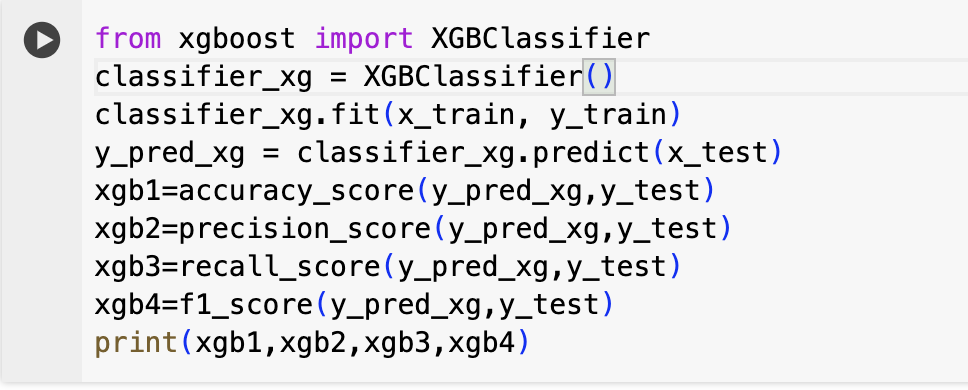 from xgboost import XGBClassifier
classifier_xg = XGBClassifier()
classifier_xg.fit(x_train, y_train)
y_pred_xg = classifier_xg.predict(x_test)
xgb1=accuracy_score(y_pred_xg,y_test)
xgb2=precision_score(y_pred_xg,y_test)
xgb3=recall_score(y_pred_xg,y_test)
xgb4=f1_score(y_pred_xg,y_test)
print(xgb1,xgb2,xgb3,xgb4)